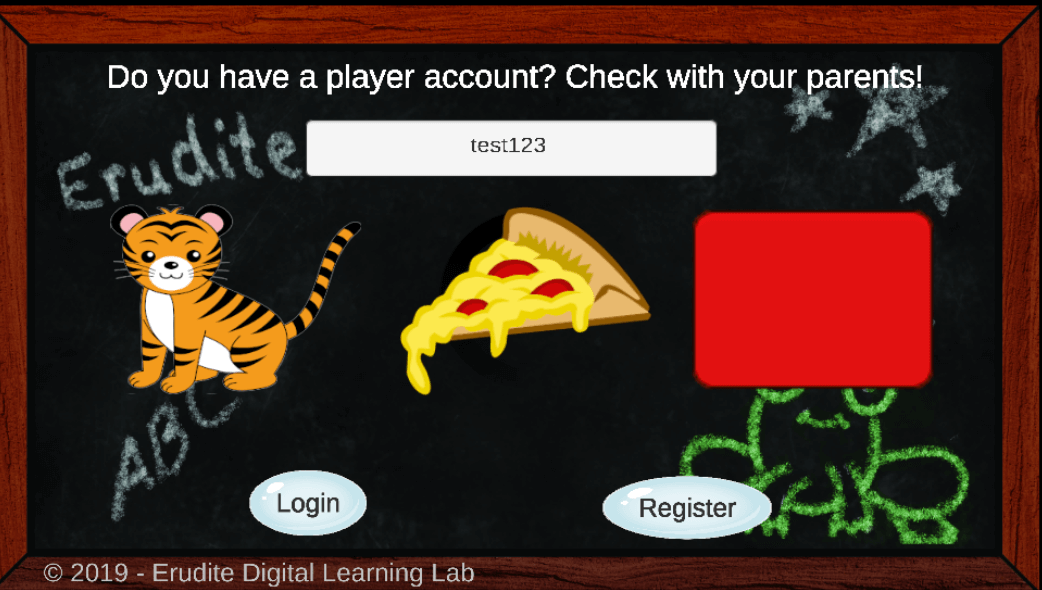 Do you have a player account? Check with your parents!
Erudite
test123
ABC
Login
Register
© 2019 - Erudite Digital Learning Lab